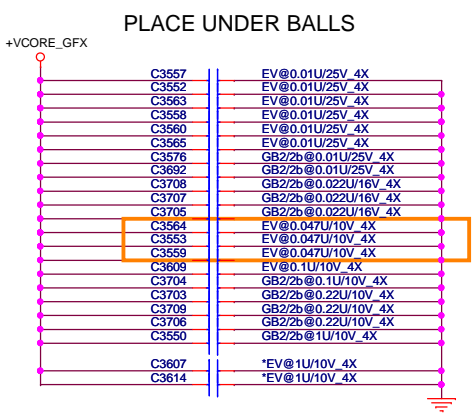 PLACE UNDER BALLS
+VCORE_GFX
C3557 EV@0.01U/25V_4X
C3552 EV@0.01U/25V_4X
C3563 EV@0.01U/25V_4X
C3558 EV@0.01U/25V_4X
C3560 EV@0.01U/25V_4X
C3565 EV@0.01U/25V_4X
C3576 GB2/2b@0.01U/25V_4X
C3692 GB2/2b@0.01U/25V_4X
C3708 GB2/2b@0.022U/16V_4X
C3707 GB2/2b@0.022U/16V_4X
C3705 GB2/2b@0.022U/16V_4X
C3564 EV@0.047U/10V_4X
C3553 EV@0.047U/10V_4X
C3559 EV@0.047U/10V_4X
C3609 EV@0.1U/10V_4X
C3704 GB2/2b@0.1U/10V_4X
C3703 GB2/2b@0.22U/10V_4X
C3709 GB2/2b@0.22U/10V_4X
C3706 GB2/2b@0.22U/10V_4X
C3550 GB2/2b@1U/10V_4X
C3607 *EV@1U/10V_4X
C3614 *EV@1U/10V_4X